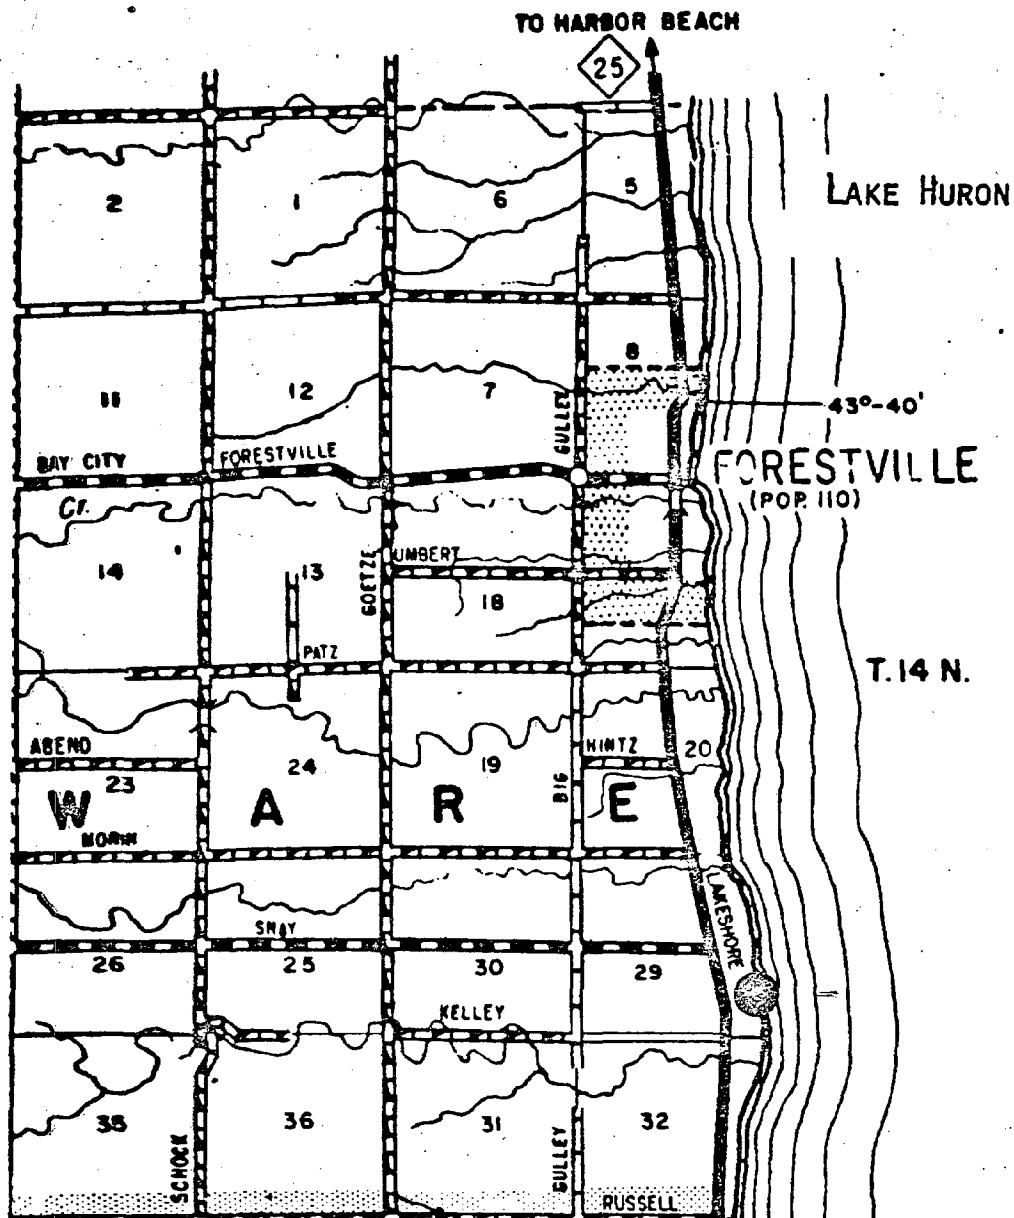 TO HARBOR BEACH
25
LAKE HURON
2
1
6
5
8
11
12
7
GULLEY
43°-40'
BAY CITY
FORESTVILLE
FORESTVILLE
(POP. 110)
Cr.
14
13
GOETZE
UMBERT
18
PATZ
T.14 N.
ABEND
23
24
19
HINTZ
20
BIG
W A R E
MORIN
LAKESHORE
SNAY
26
25
30
29
KELLEY
35
36
31
32
SCHOCK
GULLEY
RUSSELL